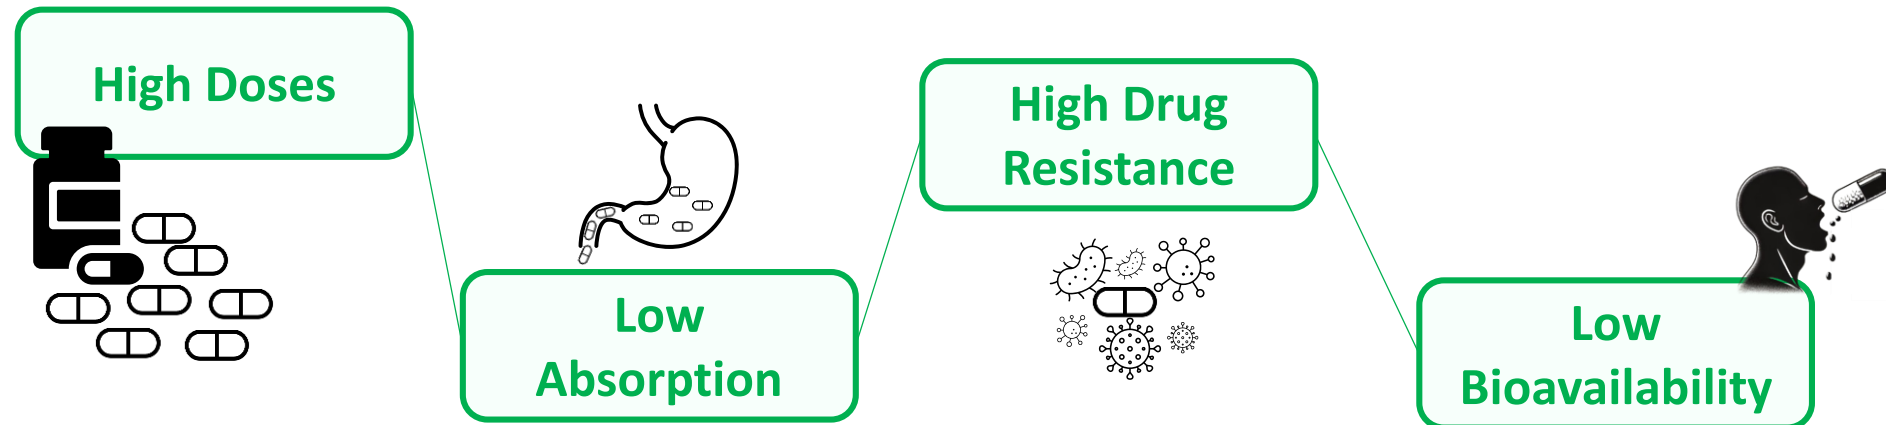 High Doses
Low
Absorption
High Drug
Resistance
Low
Bioavailability